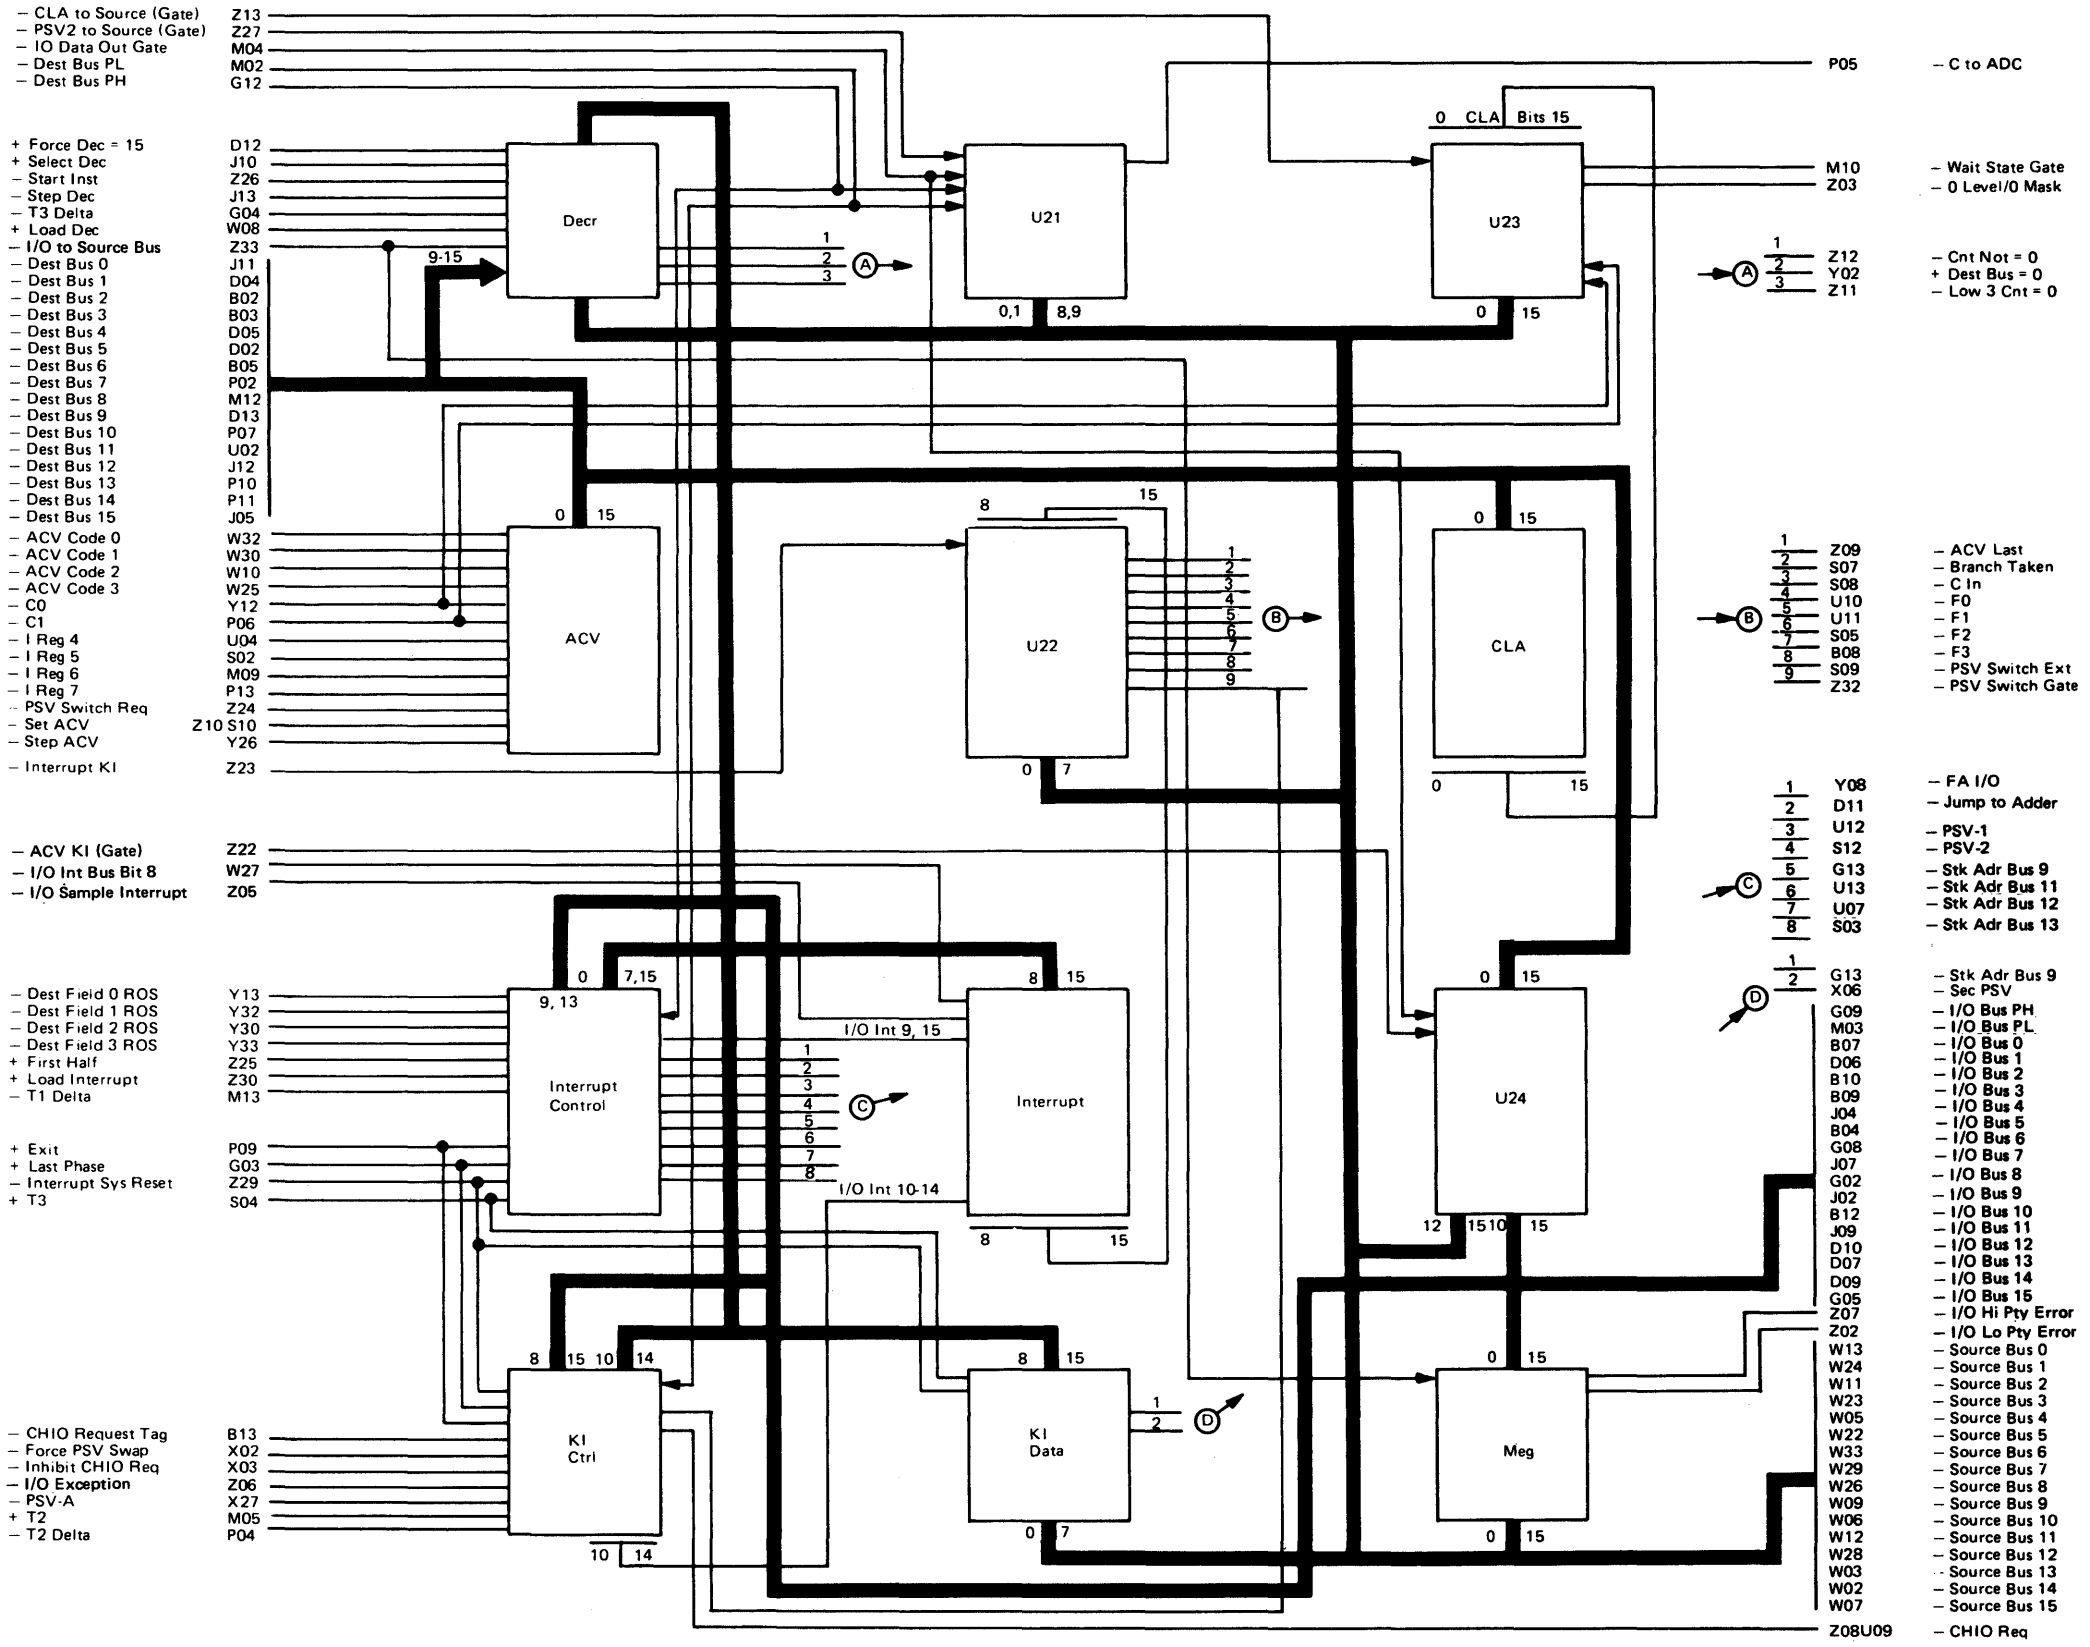 − CLA to Source (Gate) Z13
− PSV2 to Source (Gate) Z27
− IO Data Out Gate M04
− Dest Bus PL M02
− Dest Bus PH G12
+ Force Dec = 15 D12
+ Select Dec J10
− Start Inst Z26
− Step Dec J13
− T3 Delta G04
+ Load Dec W08
− I/O to Source Bus Z33
− Dest Bus 0 J11
− Dest Bus 1 D04
− Dest Bus 2 B02
− Dest Bus 3 B03
− Dest Bus 4 D05
− Dest Bus 5 D02
− Dest Bus 6 B05
− Dest Bus 7 P02
− Dest Bus 8 M12
− Dest Bus 9 D13
− Dest Bus 10 P07
− Dest Bus 11 U02
− Dest Bus 12 J12
− Dest Bus 13 P10
− Dest Bus 14 P11
− Dest Bus 15 J05
− ACV Code 0 W32
− ACV Code 1 W30
− ACV Code 2 W10
− ACV Code 3 W25
− C0 Y12
− C1 P06
− I Reg 4 U04
− I Reg 5 S02
− I Reg 6 M09
− I Reg 7 P13
− PSV Switch Req Z24
− Set ACV Z10 S10
− Step ACV Y26
− Interrupt KI Z23
− ACV KI (Gate) Z22
− I/O Int Bus Bit 8 W27
− I/O Sample Interrupt Z05
− Dest Field 0 ROS Y13
− Dest Field 1 ROS Y32
− Dest Field 2 ROS Y30
− Dest Field 3 ROS Y33
+ First Half Z25
+ Load Interrupt Z30
− T1 Delta M13
+ Exit P09
+ Last Phase G03
− Interrupt Sys Reset Z29
+ T3 S04
− CHIO Request Tag B13
− Force PSV Swap X02
− Inhibit CHIO Req X03
− I/O Exception Z06
− PSV-A X27
+ T2 M05
− T2 Delta P04
9-15
Decr
1
2
3
A
U21
0,1 8,9
0 CLA Bits 15
U23
0 15
0 15
ACV
8 15
U22
1
2
3
4
5
6
7
8
9
B
0 7
0 15
CLA
0 15
0 7,15
9, 13
Interrupt
Control
1
2
3
4
5
6
7
8
C
I/O Int 9, 15
I/O Int 10-14
8 15
Interrupt
8 15
0 15
U24
12 15 10 15
8 15 10 14
KI
Ctrl
10 14
8 15
KI
Data
1
2
D
0 7
0 15
Meg
0 15
P05 − C to ADC
M10 − Wait State Gate
Z03 − 0 Level/0 Mask
A
1 Z12 − Cnt Not = 0
2 Y02 + Dest Bus = 0
3 Z11 − Low 3 Cnt = 0
B
1 Z09 − ACV Last
2 S07 − Branch Taken
3 S08 − C In
4 U10 − F0
5 U11 − F1
6 S05 − F2
7 B08 − F3
8 S09 − PSV Switch Ext
9 Z32 − PSV Switch Gate
C
1 Y08 − FA I/O
2 D11 − Jump to Adder
3 U12 − PSV-1
4 S12 − PSV-2
5 G13 − Stk Adr Bus 9
6 U13 − Stk Adr Bus 11
7 U07 − Stk Adr Bus 12
8 S03 − Stk Adr Bus 13
D
1 G13 − Stk Adr Bus 9
2 X06 − Sec PSV
G09 − I/O Bus PH
M03 − I/O Bus PL
B07 − I/O Bus 0
D06 − I/O Bus 1
B10 − I/O Bus 2
B09 − I/O Bus 3
J04 − I/O Bus 4
B04 − I/O Bus 5
G08 − I/O Bus 6
J07 − I/O Bus 7
G02 − I/O Bus 8
J02 − I/O Bus 9
B12 − I/O Bus 10
J09 − I/O Bus 11
D10 − I/O Bus 12
D07 − I/O Bus 13
D09 − I/O Bus 14
G05 − I/O Bus 15
Z07 − I/O Hi Pty Error
Z02 − I/O Lo Pty Error
W13 − Source Bus 0
W24 − Source Bus 1
W11 − Source Bus 2
W23 − Source Bus 3
W05 − Source Bus 4
W22 − Source Bus 5
W33 − Source Bus 6
W29 − Source Bus 7
W26 − Source Bus 8
W09 − Source Bus 9
W06 − Source Bus 10
W12 − Source Bus 11
W28 − Source Bus 12
W03 − Source Bus 13
W02 − Source Bus 14
W07 − Source Bus 15
Z08U09 − CHIO Req